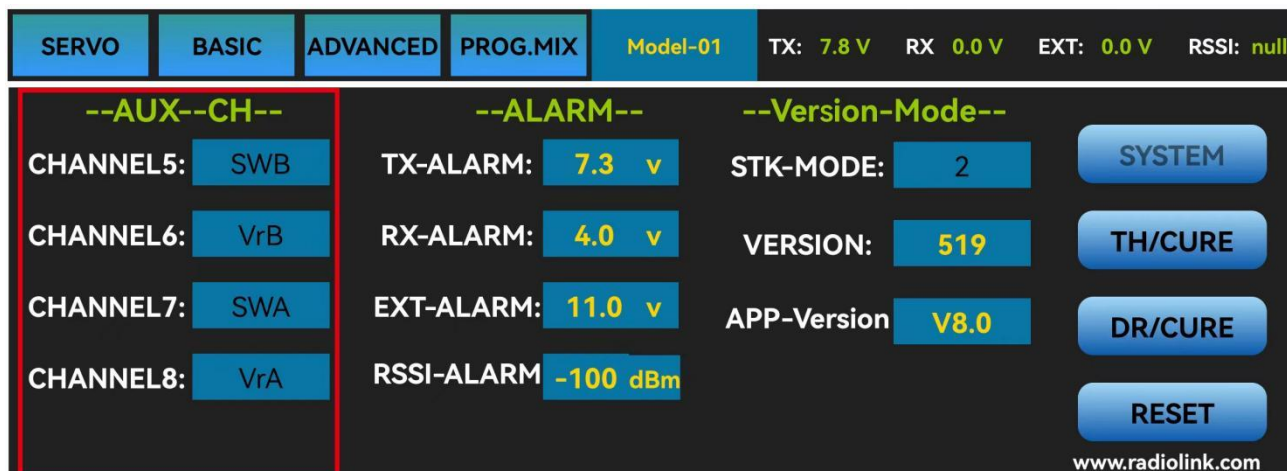 SERVO BASIC ADVANCED PROG.MIX Model-01 TX: 7.8 V RX 0.0 V EXT: 0.0 V RSSI: null
--AUX--CH--
CHANNEL5: SWB
CHANNEL6: VrB
CHANNEL7: SWA
CHANNEL8: VrA
--ALARM--
TX-ALARM: 7.3 v
RX-ALARM: 4.0 v
EXT-ALARM: 11.0 v
RSSI-ALARM -100 dBm
--Version-Mode--
STK-MODE: 2
VERSION: 519
APP-Version V8.0
SYSTEM
TH/CURE
DR/CURE
RESET
www.radiolink.com